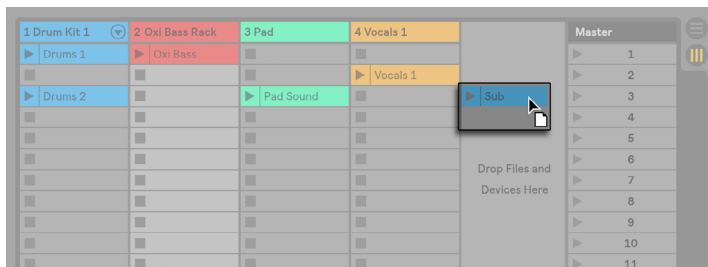 1 Drum Kit 1 2 Oxi Bass Rack 3 Pad 4 Vocals 1 Master
Drums 1 Oxi Bass 1
Vocals 1 2
Drums 2 Pad Sound Sub 3
4
5
6
Drop Files and
7
Devices Here
8
9
10
11